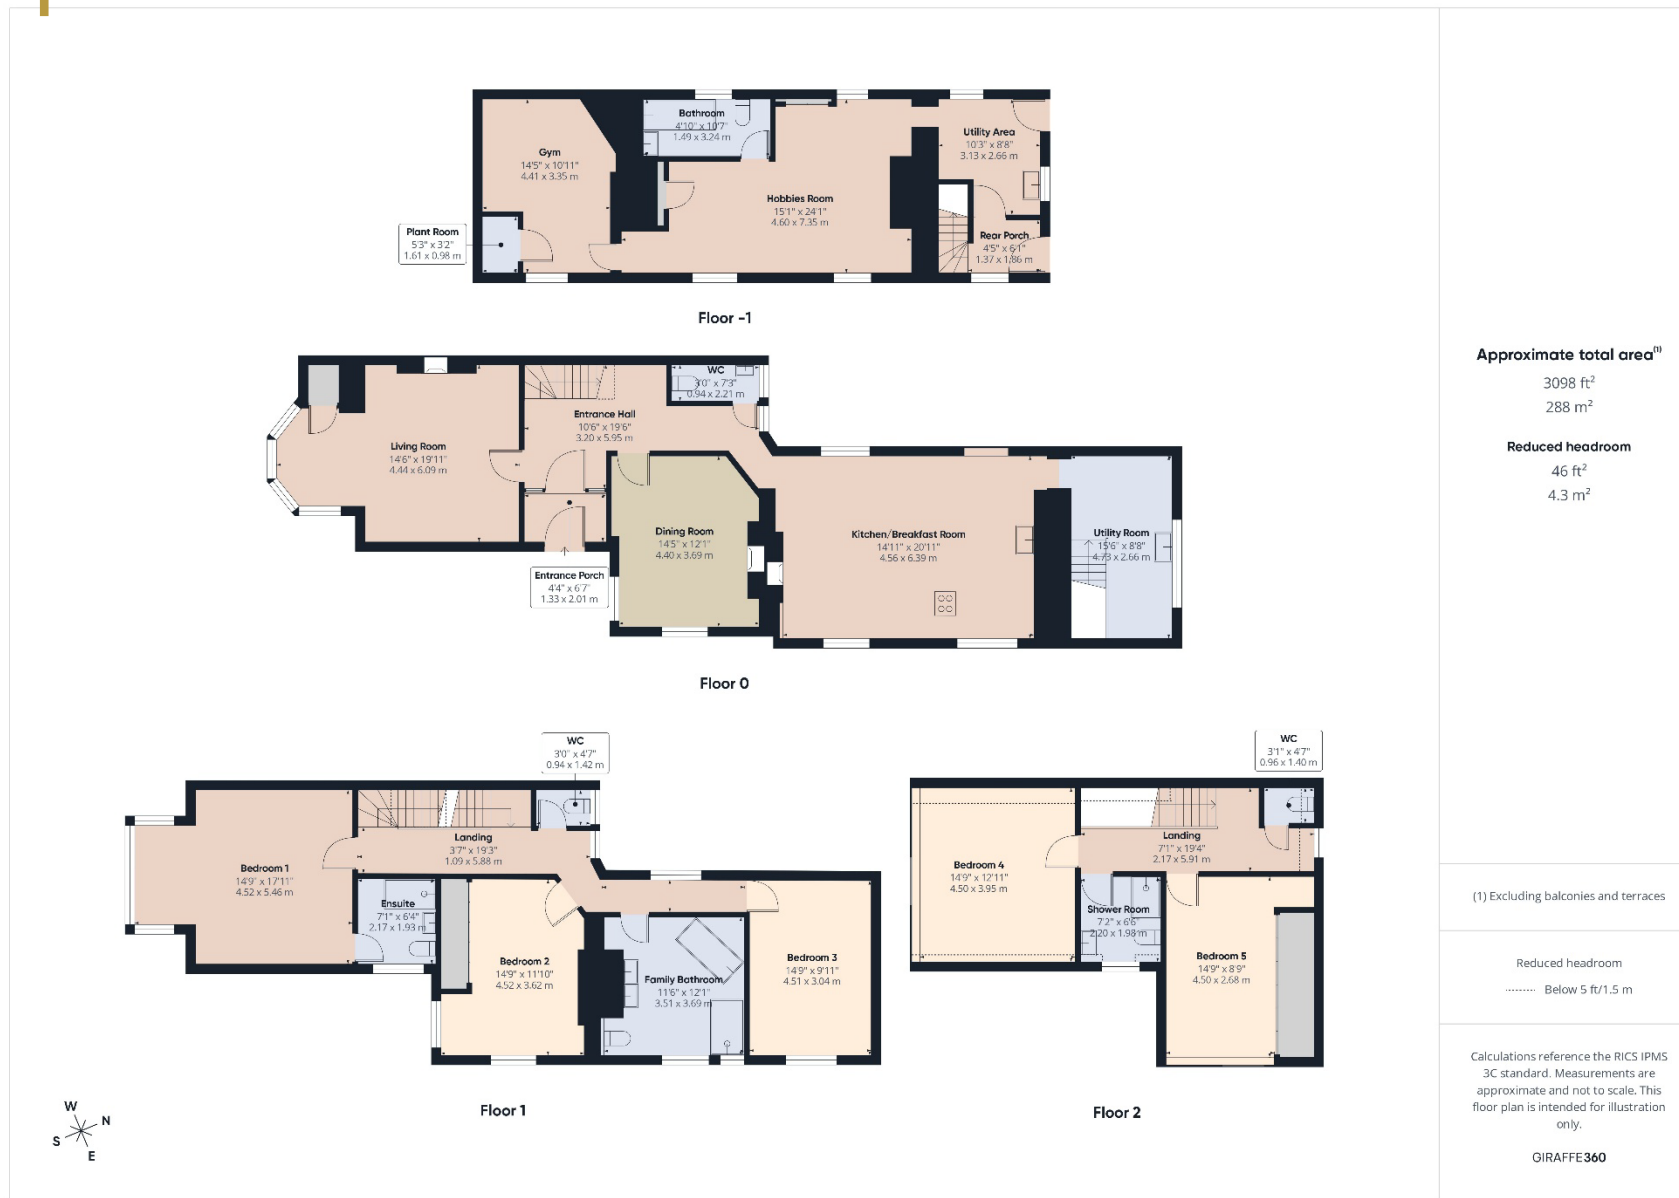 Bathroom
4'10" x 10'7"
1.49 x 3.24 m
Gym
14'5" x 10'11"
4.41 x 3.35 m
Utility Area
10'3" x 8'8"
3.13 x 2.66 m
Hobbies Room
15'1" x 24'1"
4.60 x 7.35 m
Plant Room
5'3" x 3'2"
1.61 x 0.98 m
Rear Porch
4'5" x 6'1"
1.37 x 1.86 m
Floor -1
WC
3'0" x 7'3"
0.94 x 2.21 m
Entrance Hall
10'6" x 19'6"
3.20 x 5.95 m
Living Room
14'6" x 19'11"
4.44 x 6.09 m
Dining Room
14'5" x 12'1"
4.40 x 3.69 m
Kitchen/Breakfast Room
14'11" x 20'11"
4.56 x 6.39 m
Utility Room
15'6" x 8'8"
4.73 x 2.66 m
Entrance Porch
4'4" x 6'7"
1.33 x 2.01 m
Floor 0
WC
3'0" x 4'7"
0.94 x 1.42 m
Landing
3'7" x 19'3"
1.09 x 5.88 m
Bedroom 1
14'9" x 17'11"
4.52 x 5.46 m
Ensuite
7'1" x 6'4"
2.17 x 1.93 m
Bedroom 2
14'9" x 11'10"
4.52 x 3.62 m
Family Bathroom
11'6" x 12'1"
3.51 x 3.69 m
Bedroom 3
14'9" x 9'11"
4.51 x 3.04 m
Floor 1
WC
3'1" x 4'7"
0.96 x 1.40 m
Landing
7'1" x 19'4"
2.17 x 5.91 m
Bedroom 4
14'9" x 12'11"
4.50 x 3.95 m
Shower Room
7'2" x 6'6"
2.20 x 1.98 m
Bedroom 5
14'9" x 8'9"
4.50 x 2.68 m
Floor 2
W
N
S
E
Approximate total area(1)
3098 ft²
288 m²
Reduced headroom
46 ft²
4.3 m²
(1) Excluding balconies and terraces
Reduced headroom
Below 5 ft/1.5 m
Calculations reference the RICS IPMS
3C standard. Measurements are
approximate and not to scale. This
floor plan is intended for illustration
only.
GIRAFFE360